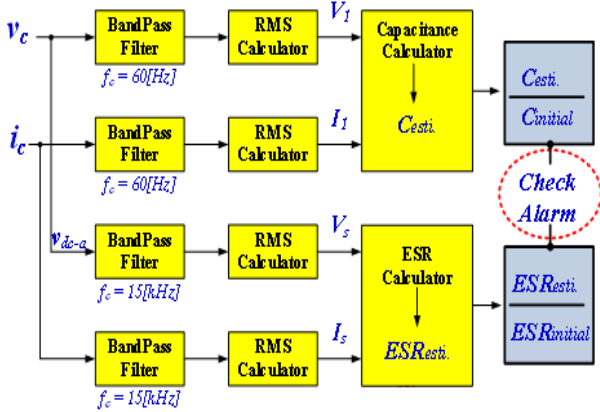 v_c
BandPass
Filter
f_c = 60[Hz]
RMS
Calculator
V_1
Capacitance
Calculator
C_esti.
C_esti.
C_initial
i_c
BandPass
Filter
f_c = 60[Hz]
RMS
Calculator
I_1
Check
Alarm
v_dc-a
BandPass
Filter
f_c = 15[kHz]
RMS
Calculator
V_s
ESR
Calculator
ESR_esti.
ESR_esti.
ESR_initial
BandPass
Filter
f_c = 15[kHz]
RMS
Calculator
I_s